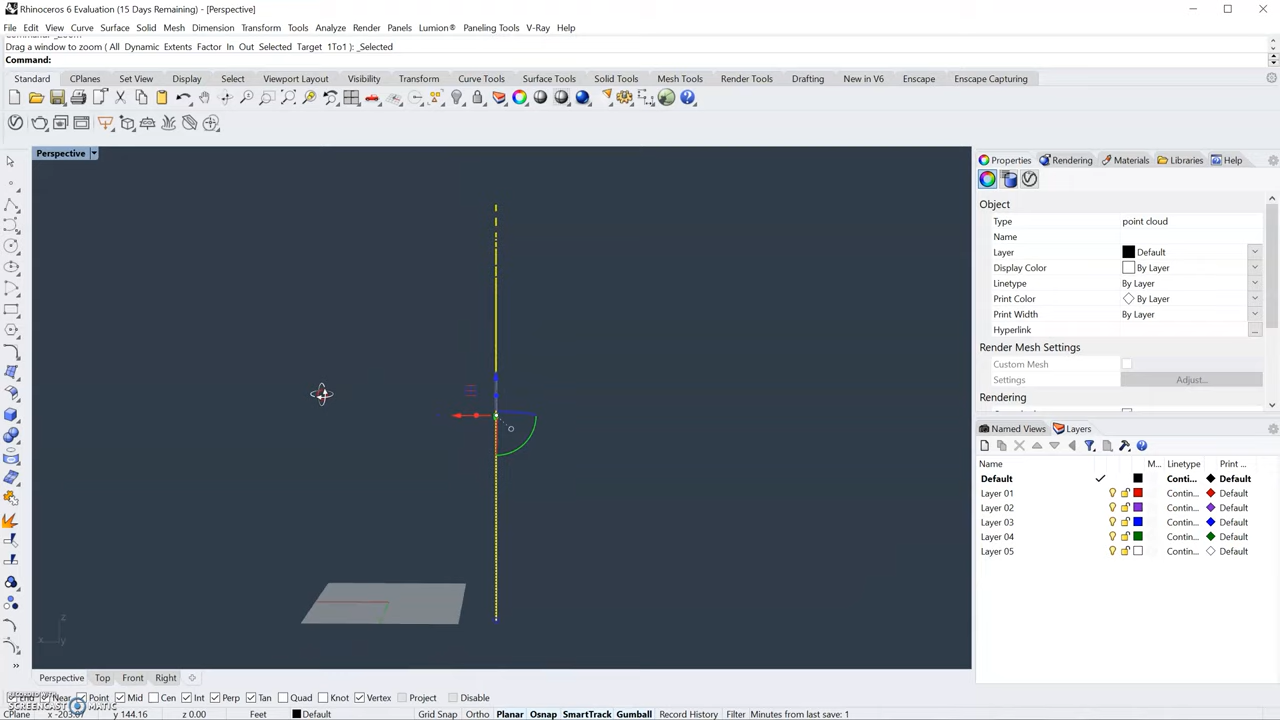 Rhinoceros 6 Evaluation (15 Days Remaining) - [Perspective]
File Edit View Curve Surface Solid Mesh Dimension Transform Tools Analyze Render Panels Lumion® Paneling Tools V-Ray Help
Drag a window to zoom ( All Dynamic Extents Factor In Out Selected Target 1To1 ): _Selected
Command:
Standard CPlanes Set View Display Select Viewport Layout Visibility Transform Curve Tools Surface Tools Solid Tools Mesh Tools Render Tools Drafting New in V6 Enscape Enscape Capturing
Perspective
Properties Rendering Materials Libraries Help
Object
Type point cloud
Name
Layer Default
Display Color By Layer
Linetype By Layer
Print Color By Layer
Print Width By Layer
Hyperlink ...
Render Mesh Settings
Custom Mesh
Settings Adjust...
Rendering
Named Views Layers
Name M... Linetype Print ...
Default Conti... Default
Layer 01 Contin... Default
Layer 02 Contin... Default
Layer 03 Contin... Default
Layer 04 Contin... Default
Layer 05 Contin... Default
z
x y
Perspective Top Front Right
End Near Point Mid Cen Int Perp Tan Quad Knot Vertex Project Disable
CPlane y 144.16 z 0.00 Feet Default Grid Snap Ortho Planar Osnap SmartTrack Gumball Record History Filter Minutes from last save: 1